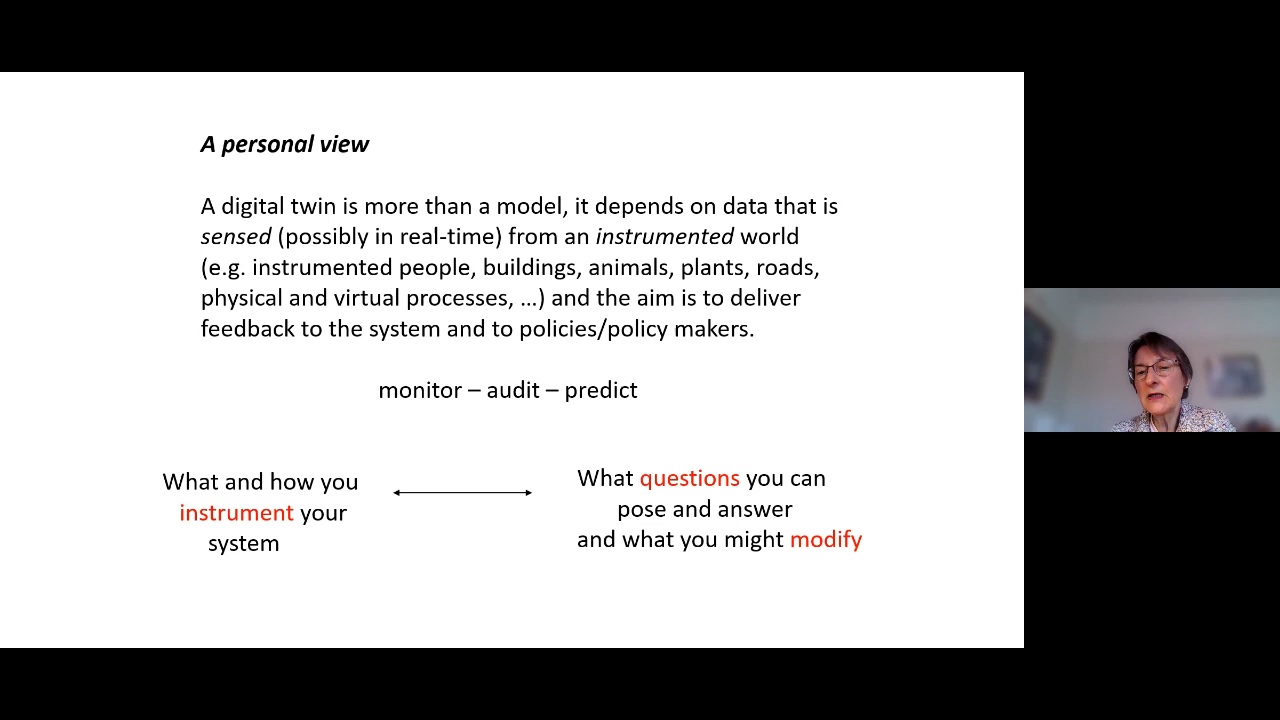 A personal view
A digital twin is more than a model, it depends on data that is
sensed (possibly in real-time) from an instrumented world
(e.g. instrumented people, buildings, animals, plants, roads,
physical and virtual processes, …) and the aim is to deliver
feedback to the system and to policies/policy makers.
monitor – audit – predict
What and how you
instrument your
system
What questions you can
pose and answer
and what you might modify